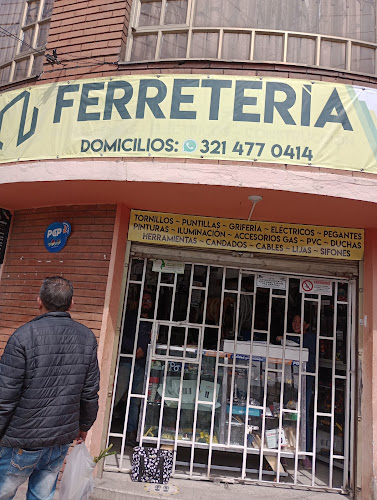 FERRETERÍA
DOMICILIOS: 321 477 0414
TORNILLOS ~ PUNTILLAS ~ GRIFERIA ~ ELÉCTRICOS ~ PEGANTES
PINTURAS ~ ILUMINACIÓN ~ ACCESORIOS GAS ~ PVC ~ DUCHAS
HERRAMIENTAS ~ CANDADOS ~ CABLES ~ LIJAS ~ SIFONES